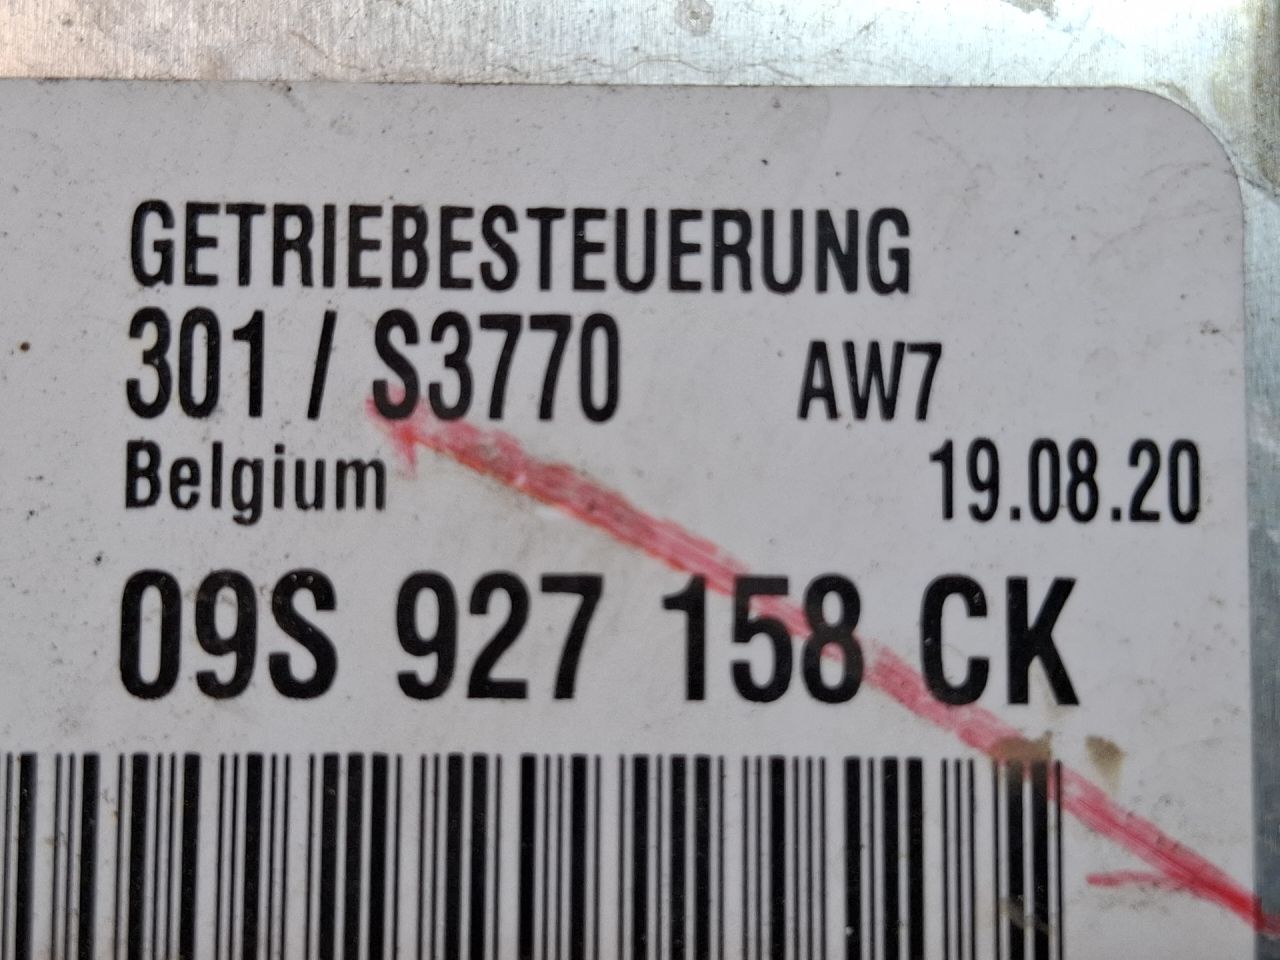 GETRIEBESTEUERUNG
301 / S3770 AW7
Belgium 19.08.20
09S 927 158 CK